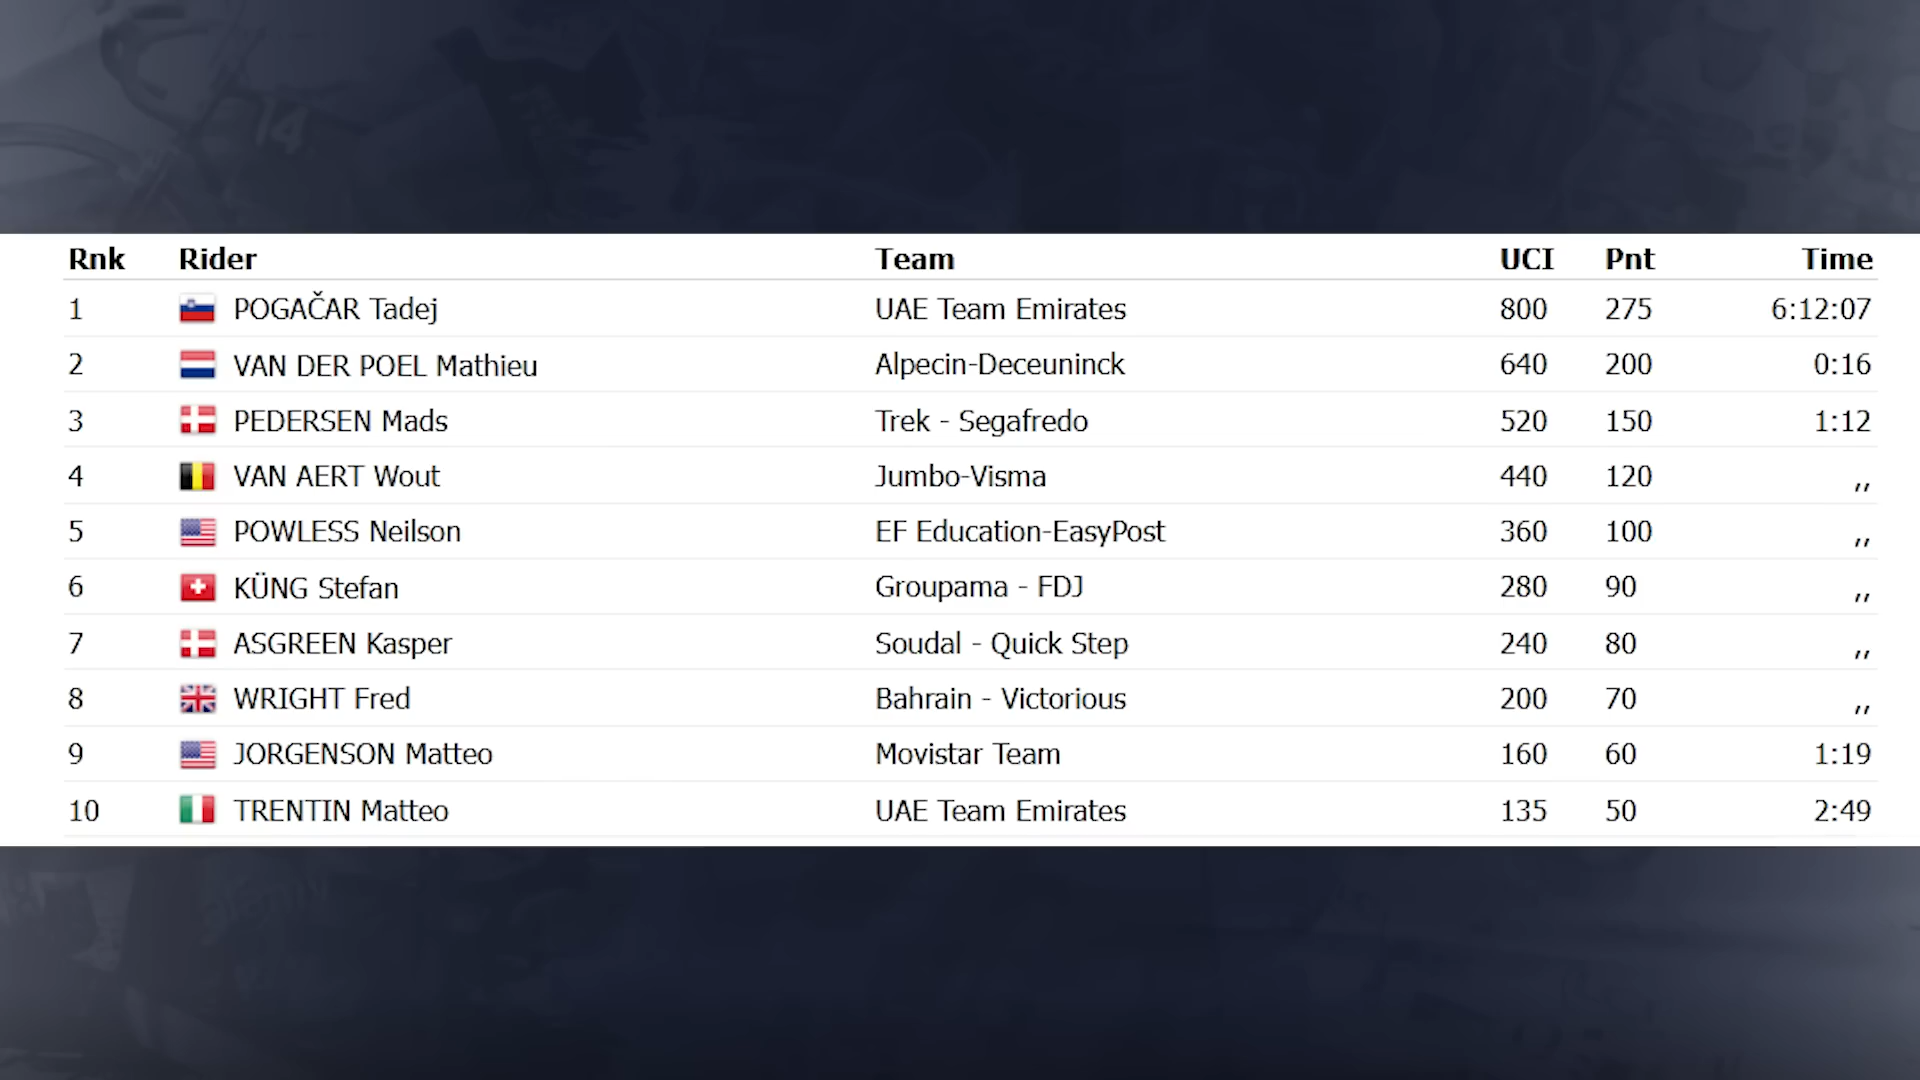 Rnk Rider Team UCI Pnt Time
1 POGAČAR Tadej UAE Team Emirates 800 275 6:12:07
2 VAN DER POEL Mathieu Alpecin-Deceuninck 640 200 0:16
3 PEDERSEN Mads Trek - Segafredo 520 150 1:12
4 VAN AERT Wout Jumbo-Visma 440 120 ,,
5 POWLESS Neilson EF Education-EasyPost 360 100 ,,
6 KÜNG Stefan Groupama - FDJ 280 90 ,,
7 ASGREEN Kasper Soudal - Quick Step 240 80 ,,
8 WRIGHT Fred Bahrain - Victorious 200 70 ,,
9 JORGENSON Matteo Movistar Team 160 60 1:19
10 TRENTIN Matteo UAE Team Emirates 135 50 2:49